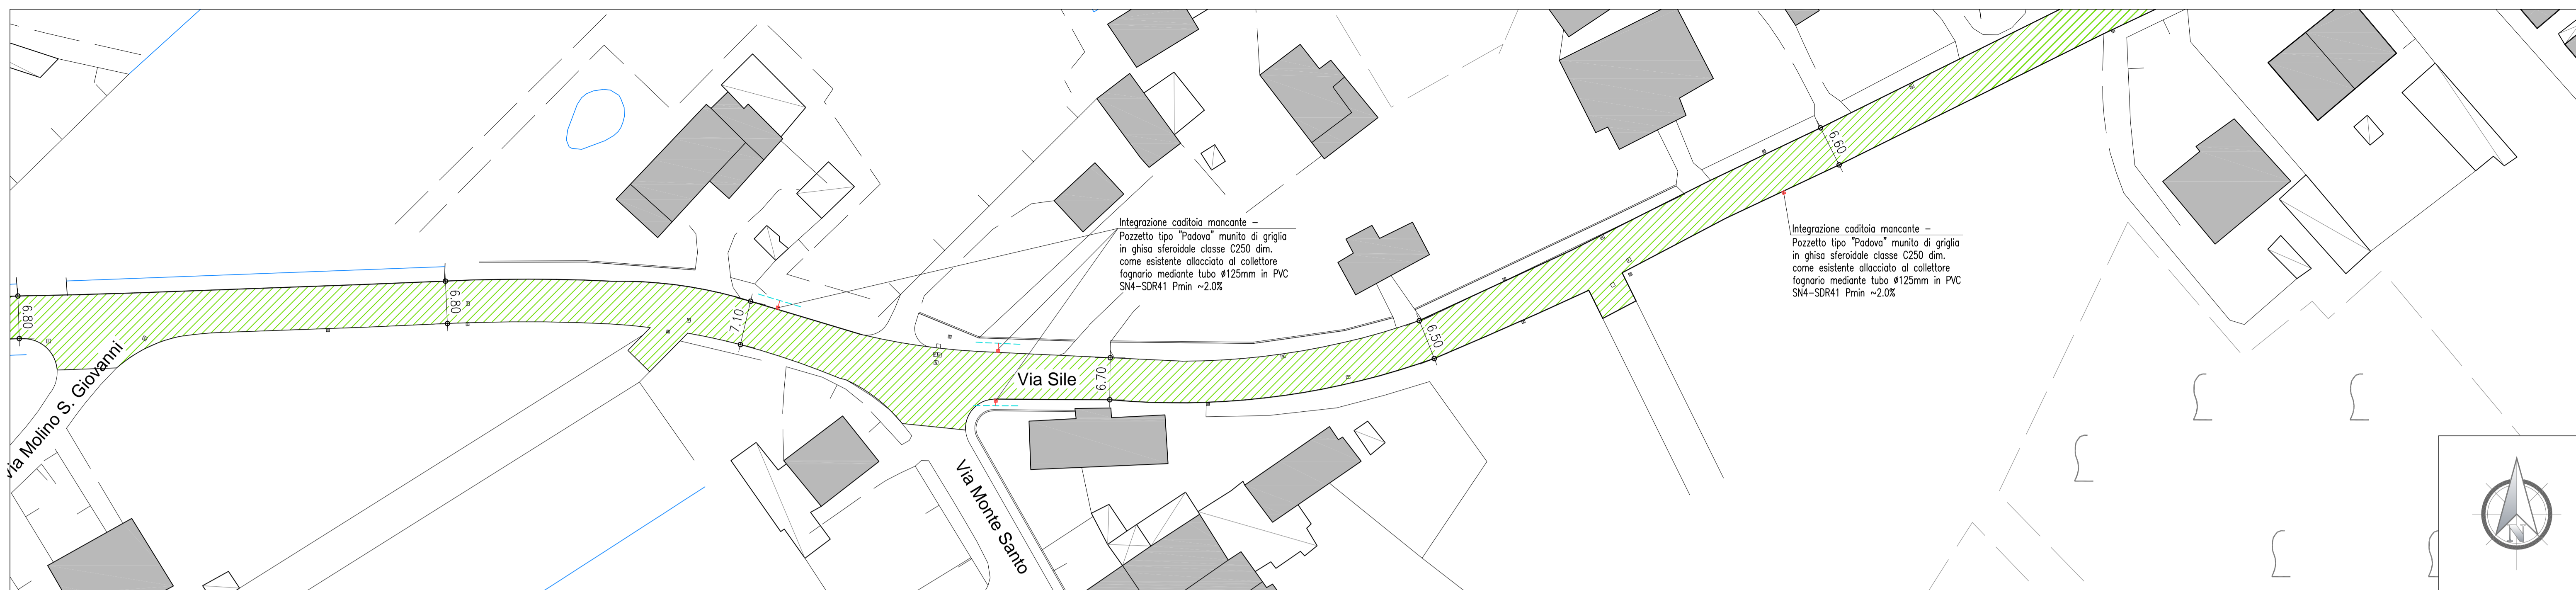 6.80
6.80
7.10
Integrazione caditoia mancante –
Pozzetto tipo "Padova" munito di griglia
in ghisa sferoidale classe C250 dim.
come esistente allacciato al collettore
fognario mediante tubo Ø125mm in PVC
SN4-SDR41 Pmin ~2.0%
6.60
Integrazione caditoia mancante –
Pozzetto tipo "Padova" munito di griglia
in ghisa sferoidale classe C250 dim.
come esistente allacciato al collettore
fognario mediante tubo Ø125mm in PVC
SN4-SDR41 Pmin ~2.0%
6.50
6.70
Via Sile
Via Molino S. Giovanni
Via Monte Santo
N